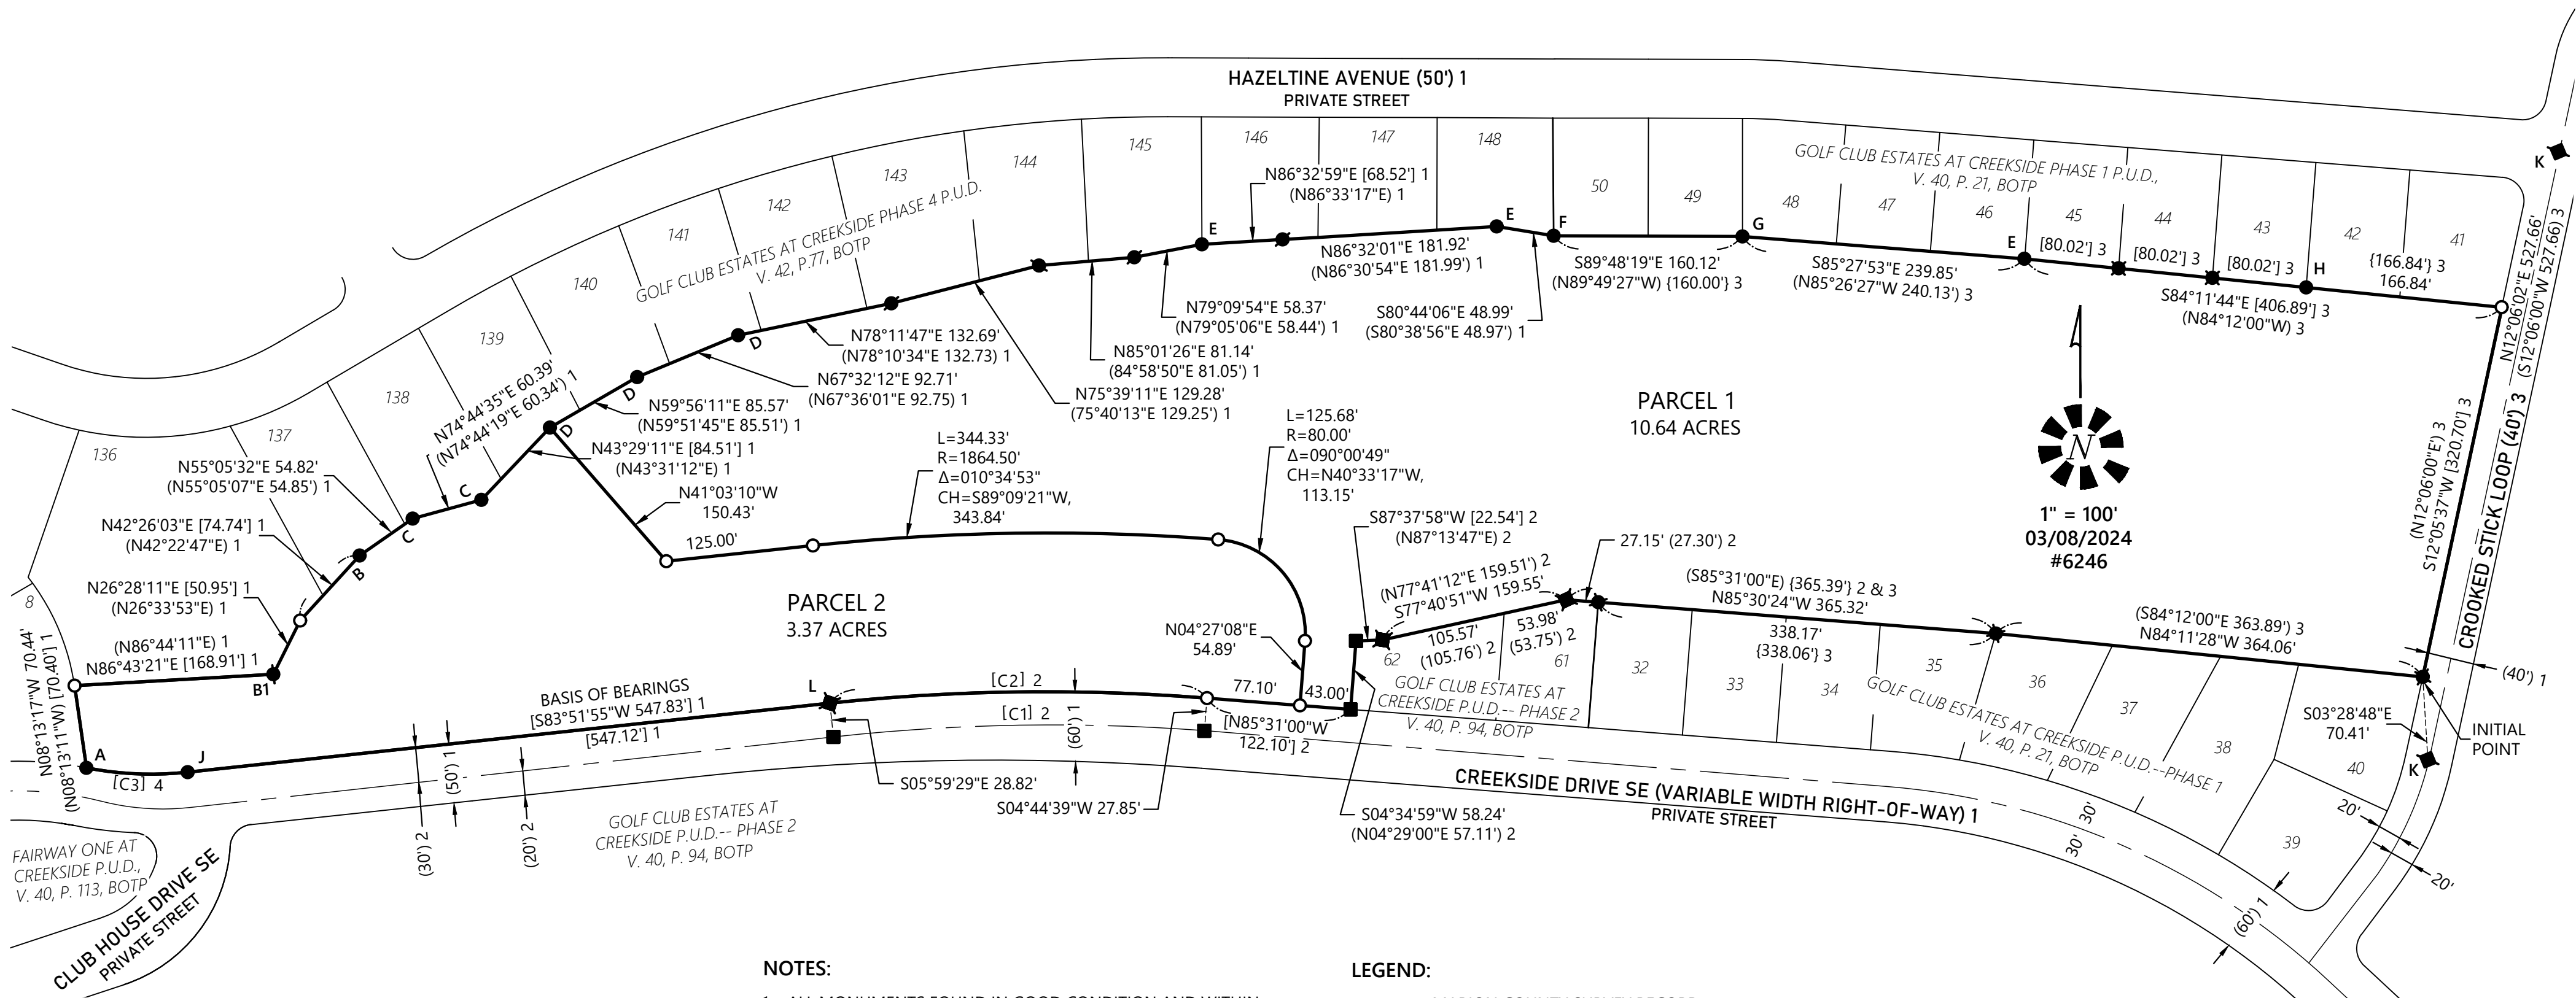 HAZELTINE AVENUE (50') 1
PRIVATE STREET
K
145
146
147
148
144
143
142
141
140
139
138
137
136
8
50
49
48
47
46
45
44
43
42
41
GOLF CLUB ESTATES AT CREEKSIDE PHASE 4 P.U.D.
V. 42, P.77, BOTP
GOLF CLUB ESTATES AT CREEKSIDE PHASE 1 P.U.D.,
V. 40, P. 21, BOTP
N86°32'59"E [68.52'] 1
(N86°33'17"E) 1
E
E
F
G
E
H
[80.02'] 3
[80.02'] 3
[80.02'] 3
{166.84'} 3
166.84'
N86°32'01"E 181.92'
(N86°30'54"E 181.99') 1
S89°48'19"E 160.12'
(N89°49'27"W) {160.00'} 3
S85°27'53"E 239.85'
(N85°26'27"W 240.13') 3
S84°11'44"E [406.89'] 3
(N84°12'00"W) 3
N12°06'02"E 527.66'
(S12°06'00"W 527.66) 3
N79°09'54"E 58.37'
(N79°05'06"E 58.44') 1
S80°44'06"E 48.99'
(S80°38'56"E 48.97') 1
N78°11'47"E 132.69'
(N78°10'34"E 132.73) 1
N85°01'26"E 81.14'
(84°58'50"E 81.05') 1
N67°32'12"E 92.71'
(N67°36'01"E 92.75) 1
N75°39'11"E 129.28'
(75°40'13"E 129.25') 1
N59°56'11"E 85.57'
(N59°51'45"E 85.51') 1
N74°44'35"E 60.39'
(N74°44'19"E 60.34') 1
D
D
D
N43°29'11"E [84.51'] 1
(N43°31'12"E) 1
N55°05'32"E 54.82'
(N55°05'07"E 54.85') 1
C
C
N42°26'03"E [74.74'] 1
(N42°22'47"E) 1
B
N26°28'11"E [50.95'] 1
(N26°33'53"E) 1
(N86°44'11"E) 1
N86°43'21"E [168.91'] 1
B1
N08°13'17"W 70.44'
(N08°13'11"W) [70.40'] 1
A
J
[C3] 4
PARCEL 1
10.64 ACRES
N
1" = 100'
03/08/2024
#6246
L=344.33'
R=1864.50'
Δ=010°34'53"
CH=S89°09'21"W,
343.84'
L=125.68'
R=80.00'
Δ=090°00'49"
CH=N40°33'17"W,
113.15'
N41°03'10"W
150.43'
125.00'
PARCEL 2
3.37 ACRES
N04°27'08"E
54.89'
S87°37'58"W [22.54'] 2
(N87°13'47"E) 2
27.15' (27.30') 2
(N77°41'12"E 159.51') 2
S77°40'51"W 159.55'
105.57'
(105.76') 2
53.98'
(53.75') 2
(S85°31'00"E) {365.39'} 2 & 3
N85°30'24"W 365.32'
338.17'
{338.06'} 3
(S84°12'00"E 363.89') 3
N84°11'28"W 364.06'
(N12°06'00"E') 3
S12°05'37"W [320.70'] 3
CROOKED STICK LOOP (40') 3
(40') 1
INITIAL
POINT
S03°28'48"E
70.41'
K
62
61
32
33
34
35
36
37
38
40
39
GOLF CLUB ESTATES AT
CREEKSIDE P.U.D.-- PHASE 2
V. 40, P. 94, BOTP
GOLF CLUB ESTATES AT CREEKSIDE P.U.D.--PHASE 1
V. 40, P. 21, BOTP
BASIS OF BEARINGS
[S83°51'55"W 547.83'] 1
[547.12'] 1
L
[C2] 2
[C1] 2
(60') 1
77.10'
43.00'
[N85°31'00"W
122.10'] 2
S05°59'29"E 28.82'
S04°44'39"W 27.85'
S04°34'59"W 58.24'
(N04°29'00"E 57.11') 2
CREEKSIDE DRIVE SE (VARIABLE WIDTH RIGHT-OF-WAY) 1
PRIVATE STREET
30'
30'
20'
20'
(60') 1
(30') 2
(50') 1
(20') 2
GOLF CLUB ESTATES AT
CREEKSIDE P.U.D.-- PHASE 2
V. 40, P. 94, BOTP
FAIRWAY ONE AT
CREEKSIDE P.U.D.,
V. 40, P. 113, BOTP
CLUB HOUSE DRIVE SE
PRIVATE STREET
NOTES:
LEGEND: